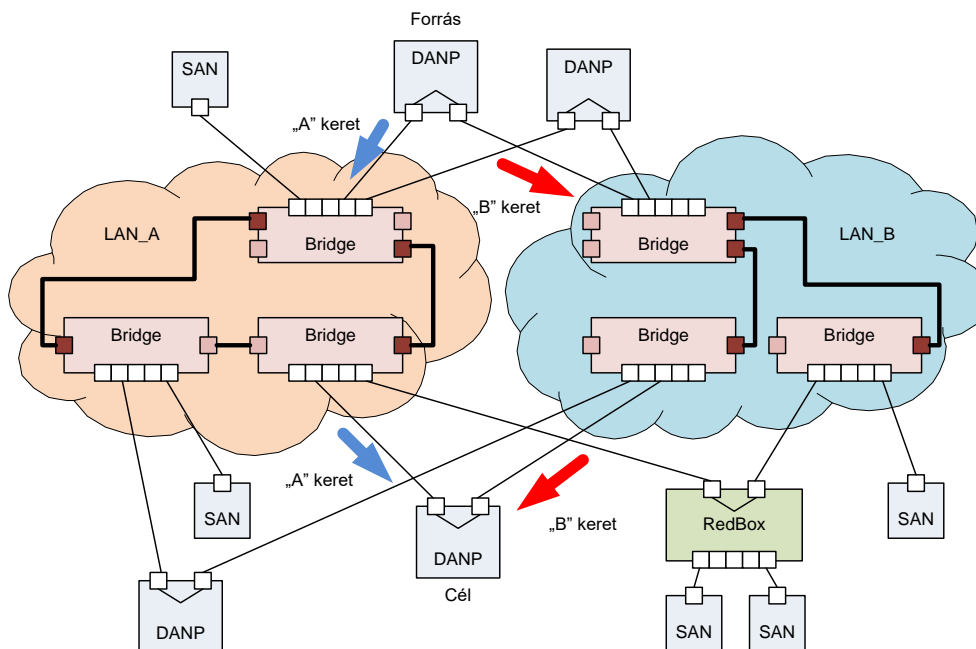 Forrás
SAN
DANP
DANP
„A” keret
„B” keret
LAN_A
Bridge
Bridge
LAN_B
Bridge
Bridge
Bridge
Bridge
„A” keret
„B” keret
SAN
DANP
RedBox
SAN
Cél
DANP
SAN
SAN